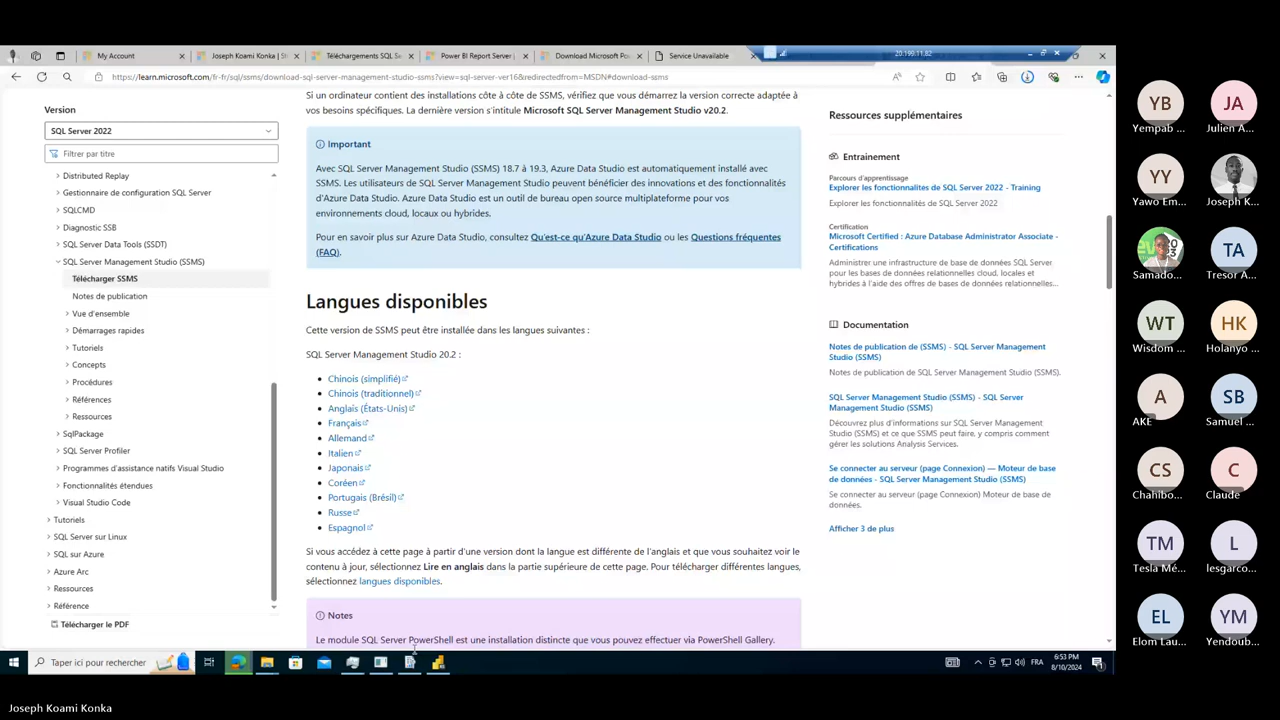 My Account
Joseph Koami Konka | St
Téléchargements SQL Se
Power BI Report Server |
Download Microsoft Po
Service Unavailable
20.199.11.82
https://learn.microsoft.com/fr-fr/sql/ssms/download-sql-server-management-studio-ssms?view=sql-server-ver16&redirectedfrom=MSDN#download-ssms
Version
SQL Server 2022
Filtrer par titre
Distributed Replay
Gestionnaire de configuration SQL Server
SQLCMD
Diagnostic SSB
SQL Server Data Tools (SSDT)
SQL Server Management Studio (SSMS)
Télécharger SSMS
Notes de publication
Vue d'ensemble
Démarrages rapides
Tutoriels
Concepts
Procédures
Références
Ressources
SqlPackage
SQL Server Profiler
Programmes d'assistance natifs Visual Studio
Fonctionnalités étendues
Visual Studio Code
Tutoriels
SQL Server sur Linux
SQL sur Azure
Azure Arc
Ressources
Référence
Télécharger le PDF
Si un ordinateur contient des installations côte à côte de SSMS, vérifiez que vous démarrez la version correcte adaptée à
vos besoins spécifiques. La dernière version s'intitule Microsoft SQL Server Management Studio v20.2.
Important
Avec SQL Server Management Studio (SSMS) 18.7 à 19.3, Azure Data Studio est automatiquement installé avec
SSMS. Les utilisateurs de SQL Server Management Studio peuvent bénéficier des innovations et des fonctionnalités
d'Azure Data Studio. Azure Data Studio est un outil de bureau open source multiplateforme pour vos
environnements cloud, locaux ou hybrides.
Pour en savoir plus sur Azure Data Studio, consultez Qu'est-ce qu'Azure Data Studio ou les Questions fréquentes
(FAQ).
Langues disponibles
Cette version de SSMS peut être installée dans les langues suivantes :
SQL Server Management Studio 20.2 :
Chinois (simplifié)
Chinois (traditionnel)
Anglais (États-Unis)
Français
Allemand
Italien
Japonais
Coréen
Portugais (Brésil)
Russe
Espagnol
Si vous accédez à cette page à partir d'une version dont la langue est différente de l'anglais et que vous souhaitez voir le
contenu à jour, sélectionnez Lire en anglais dans la partie supérieure de cette page. Pour télécharger différentes langues,
sélectionnez langues disponibles.
Notes
Le module SQL Server PowerShell est une installation distincte que vous pouvez effectuer via PowerShell Gallery.
Ressources supplémentaires
Entrainement
Parcours d'apprentissage
Explorer les fonctionnalites de SQL Server 2022 - Training
Explorer les fonctionnalités de SQL Server 2022
Certification
Microsoft Certified : Azure Database Administrator Associate -
Certifications
Administrer une infrastructure de base de données SQL Server
pour les bases de données relationnelles cloud, locales et
hybrides à l'aide des offres de bases de données relationnelles...
Documentation
Notes de publication de (SSMS) - SQL Server Management
Studio (SSMS)
Notes de publication de SQL Server Management Studio (SSMS).
SQL Server Management Studio (SSMS) - SQL Server
Management Studio (SSMS)
Découvrez plus d'informations sur SQL Server Management
Studio (SSMS) et ce que SSMS peut faire, y compris comment
gérer les solutions Analysis Services.
Se connecter au serveur (page Connexion) — Moteur de base
de données - SQL Server Management Studio (SSMS)
Se connecter au serveur (page Connexion) Moteur de base de
données.
Afficher 3 de plus
Taper ici pour rechercher
FRA
6:53 PM
8/10/2024
YB
Yempab ...
JA
Julien A...
YY
Yawo Em...
Joseph K...
Samado...
TA
Tresor A...
WT
Wisdom ...
HK
Holanyo ...
A
AKE
SB
Samuel ...
CS
Chahibo...
C
Claude
TM
Tesla Mé...
L
lesgarco...
EL
Elom Lau...
YM
Yendoub...
Joseph Koami Konka